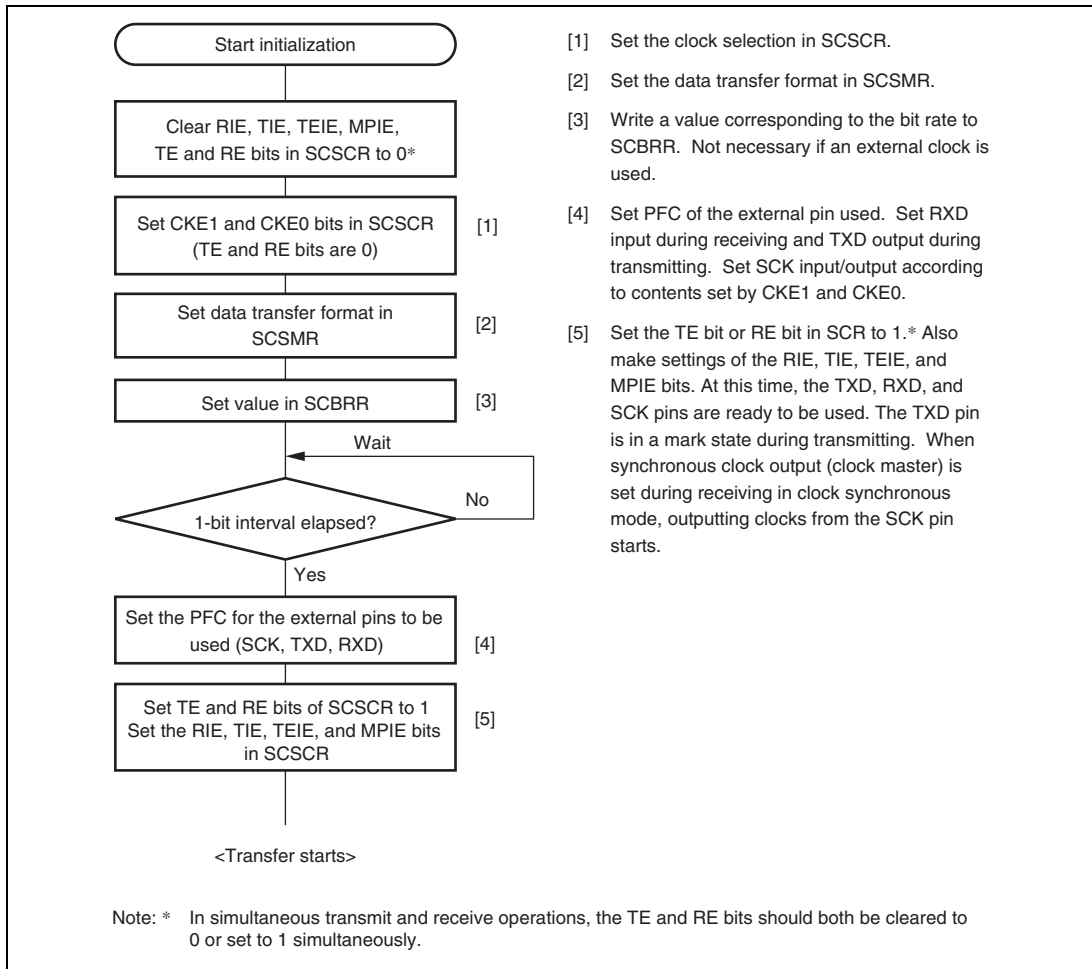 Start initialization
Clear RIE, TIE, TEIE, MPIE,
TE and RE bits in SCSCR to 0*
Set CKE1 and CKE0 bits in SCSCR
(TE and RE bits are 0)
[1]
Set data transfer format in
SCSMR
[2]
Set value in SCBRR
[3]
Wait
No
1-bit interval elapsed?
Yes
Set the PFC for the external pins to be
used (SCK, TXD, RXD)
[4]
Set TE and RE bits of SCSCR to 1
Set the RIE, TIE, TEIE, and MPIE bits
in SCSCR
[5]
<Transfer starts>
[1] Set the clock selection in SCSCR.
[2] Set the data transfer format in SCSMR.
[3] Write a value corresponding to the bit rate to
SCBRR. Not necessary if an external clock is
used.
[4] Set PFC of the external pin used. Set RXD
input during receiving and TXD output during
transmitting. Set SCK input/output according
to contents set by CKE1 and CKE0.
[5] Set the TE bit or RE bit in SCR to 1.* Also
make settings of the RIE, TIE, TEIE, and
MPIE bits. At this time, the TXD, RXD, and
SCK pins are ready to be used. The TXD pin
is in a mark state during transmitting. When
synchronous clock output (clock master) is
set during receiving in clock synchronous
mode, outputting clocks from the SCK pin
starts.
Note: * In simultaneous transmit and receive operations, the TE and RE bits should both be cleared to
0 or set to 1 simultaneously.